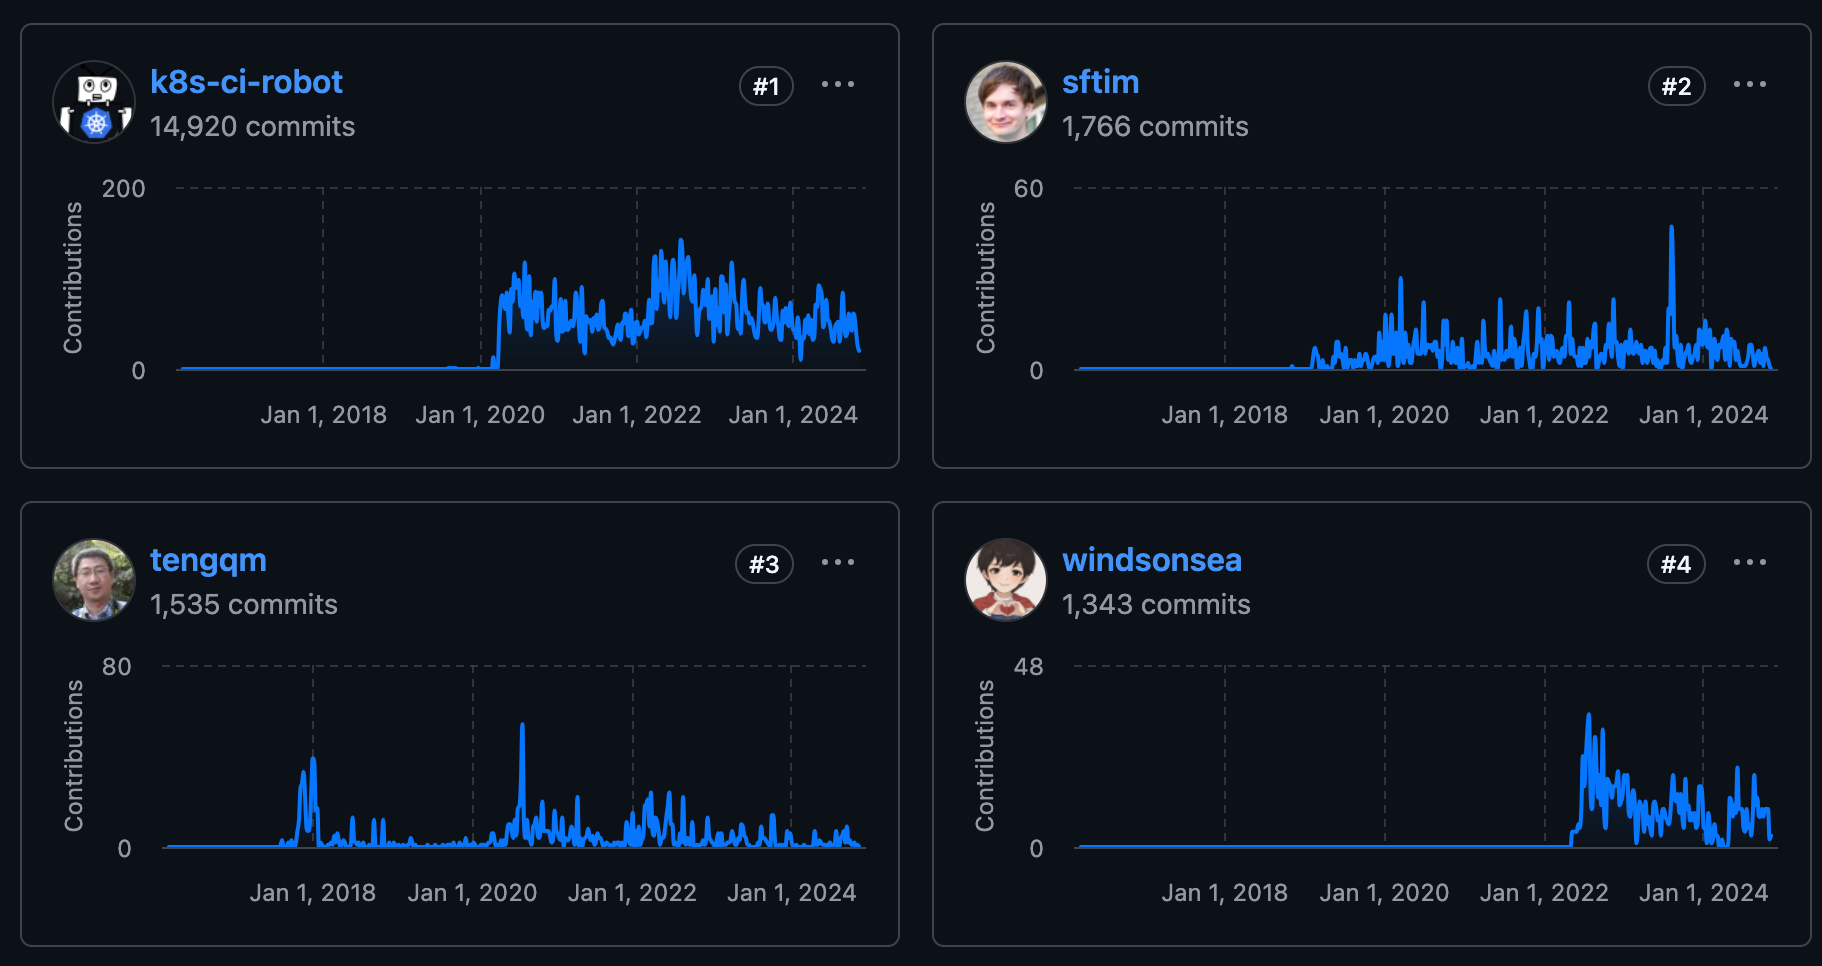 k8s-ci-robot
#1
14,920 commits
200
Contributions
0
Jan 1, 2018 Jan 1, 2020 Jan 1, 2022 Jan 1, 2024
sftim
#2
1,766 commits
60
Contributions
0
Jan 1, 2018 Jan 1, 2020 Jan 1, 2022 Jan 1, 2024
tengqm
#3
1,535 commits
80
Contributions
0
Jan 1, 2018 Jan 1, 2020 Jan 1, 2022 Jan 1, 2024
windsonsea
#4
1,343 commits
48
Contributions
0
Jan 1, 2018 Jan 1, 2020 Jan 1, 2022 Jan 1, 2024